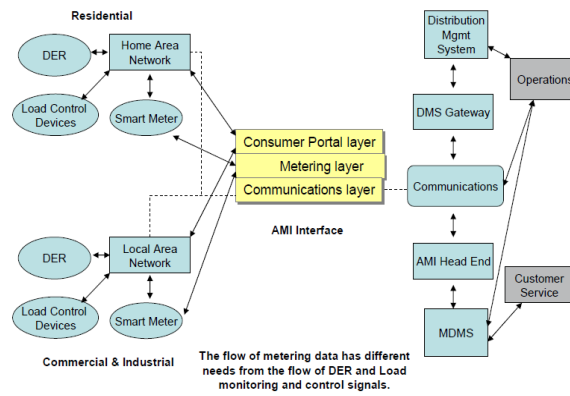 Residential
DER
Home Area
Network
Load Control
Devices
Smart Meter
Consumer Portal layer
Metering layer
Communications layer
AMI Interface
DER
Local Area
Network
Load Control
Devices
Smart Meter
Commercial & Industrial
Distribution
Mgmt
System
Operations
DMS Gateway
Communications
AMI Head End
Customer
Service
MDMS
The flow of metering data has different
needs from the flow of DER and Load
monitoring and control signals.